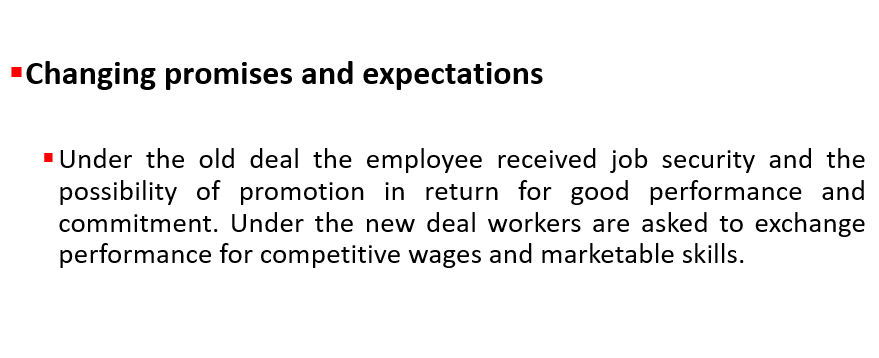 ▪Changing promises and expectations
▪Under the old deal the employee received job security and the
possibility of promotion in return for good performance and
commitment. Under the new deal workers are asked to exchange
performance for competitive wages and marketable skills.